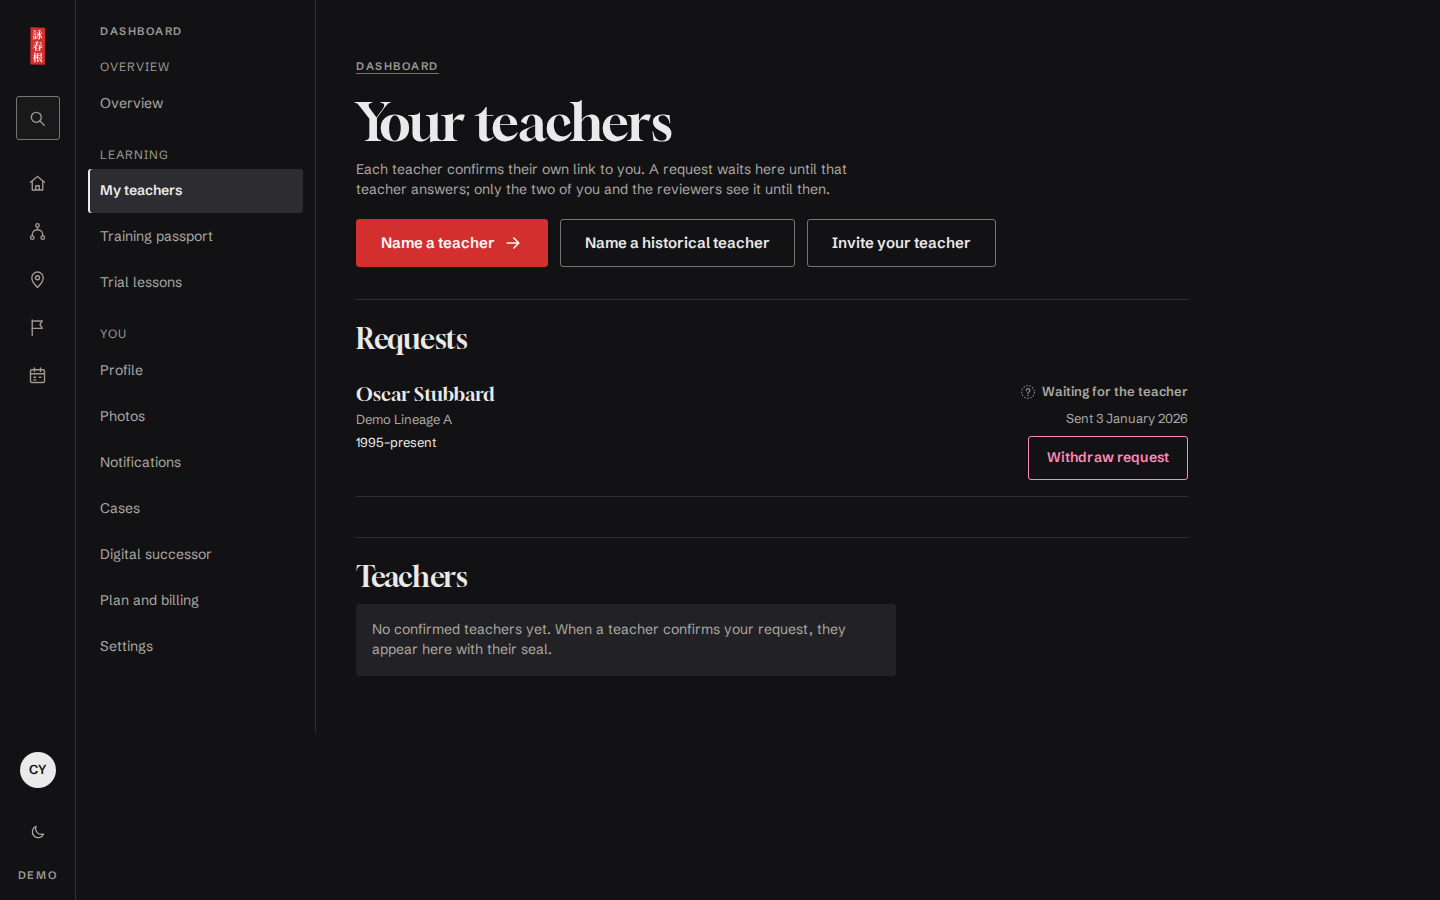 詠春根
DASHBOARD
OVERVIEW
Overview
LEARNING
My teachers
Training passport
Trial lessons
YOU
Profile
Photos
Notifications
Cases
Digital successor
Plan and billing
Settings
CY
DEMO
DASHBOARD
Your teachers
Each teacher confirms their own link to you. A request waits here until that
teacher answers; only the two of you and the reviewers see it until then.
Name a teacher →
Name a historical teacher
Invite your teacher
Requests
Oscar Stubbard
Demo Lineage A
1995–present
Waiting for the teacher
Sent 3 January 2026
Withdraw request
Teachers
No confirmed teachers yet. When a teacher confirms your request, they
appear here with their seal.